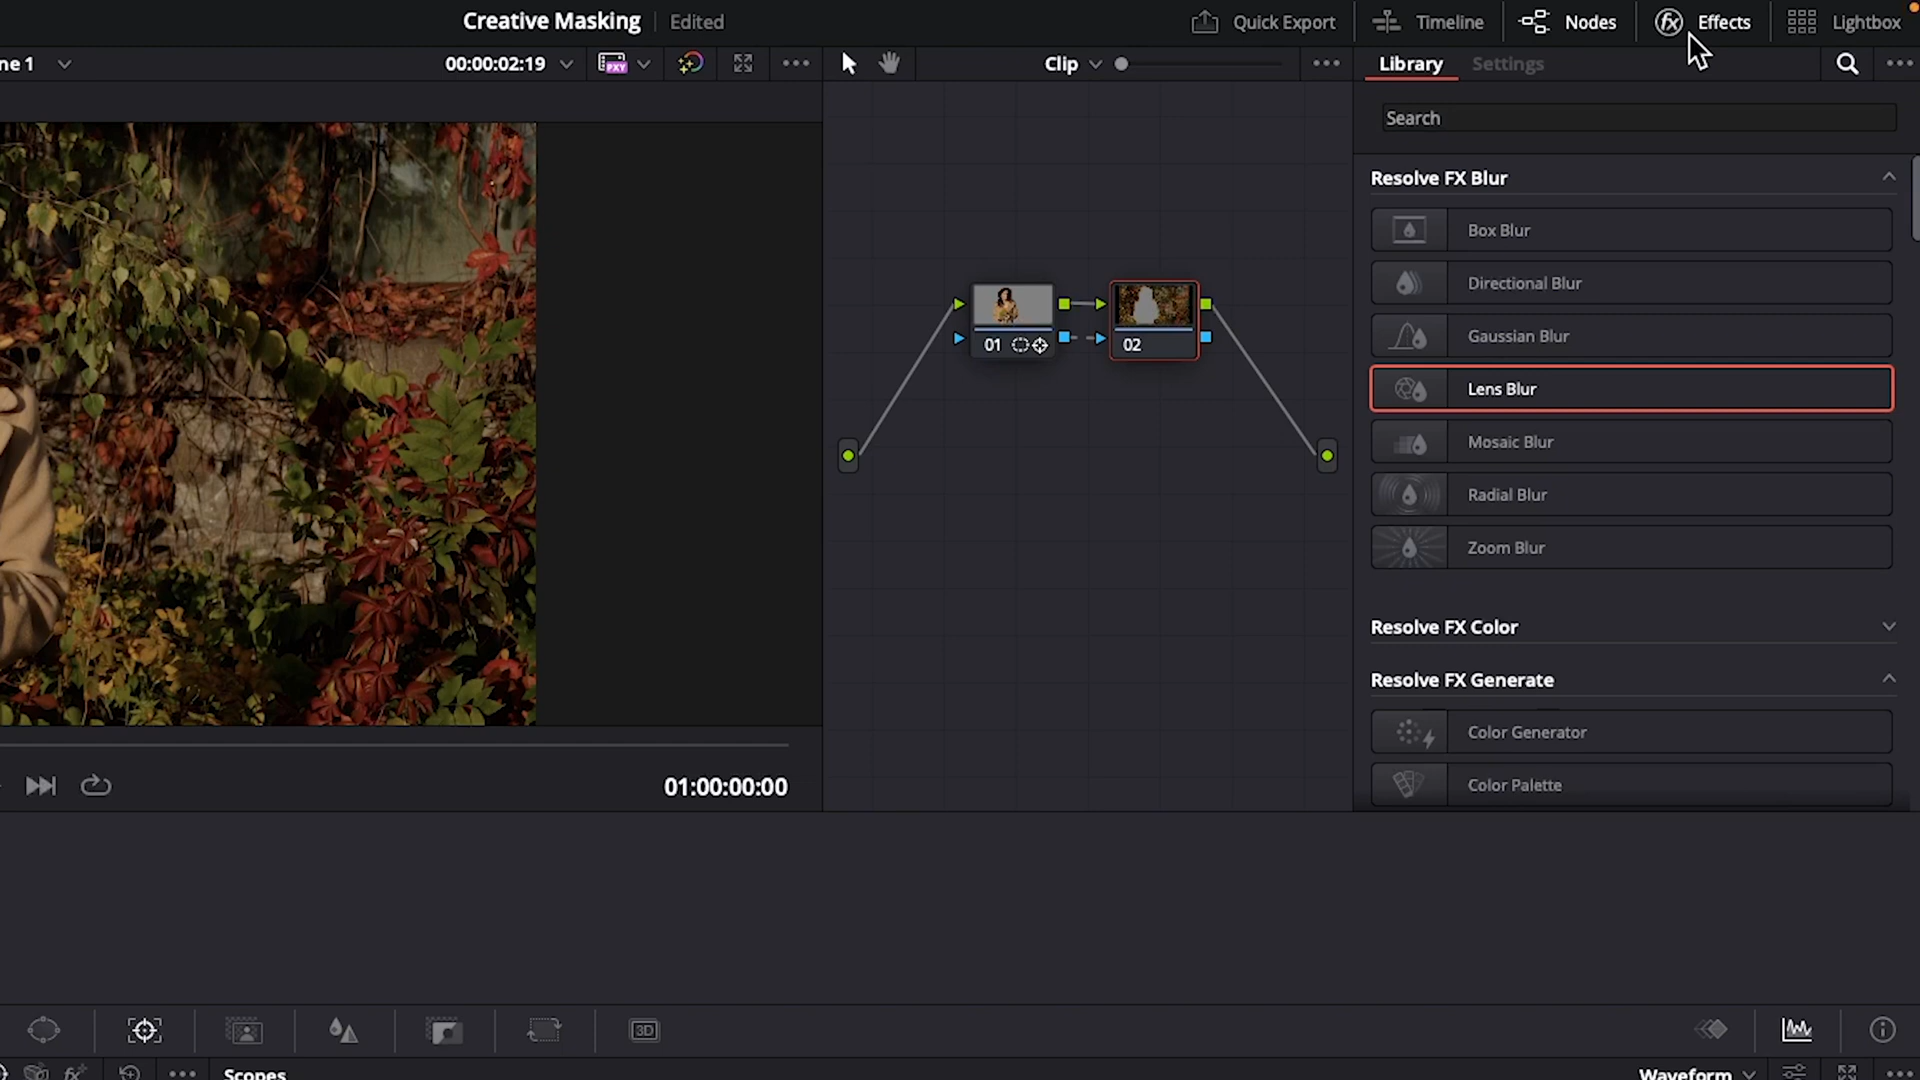 Creative Masking Edited
Quick Export
Timeline
Nodes
Effects
Lightbox
ne 1
00:00:02:19
PXY
Clip
Library
Settings
Search
Resolve FX Blur
Box Blur
Directional Blur
Gaussian Blur
Lens Blur
Mosaic Blur
Radial Blur
Zoom Blur
Resolve FX Color
Resolve FX Generate
Color Generator
Color Palette
01
02
01:00:00:00
3D
Scopes
Waveform